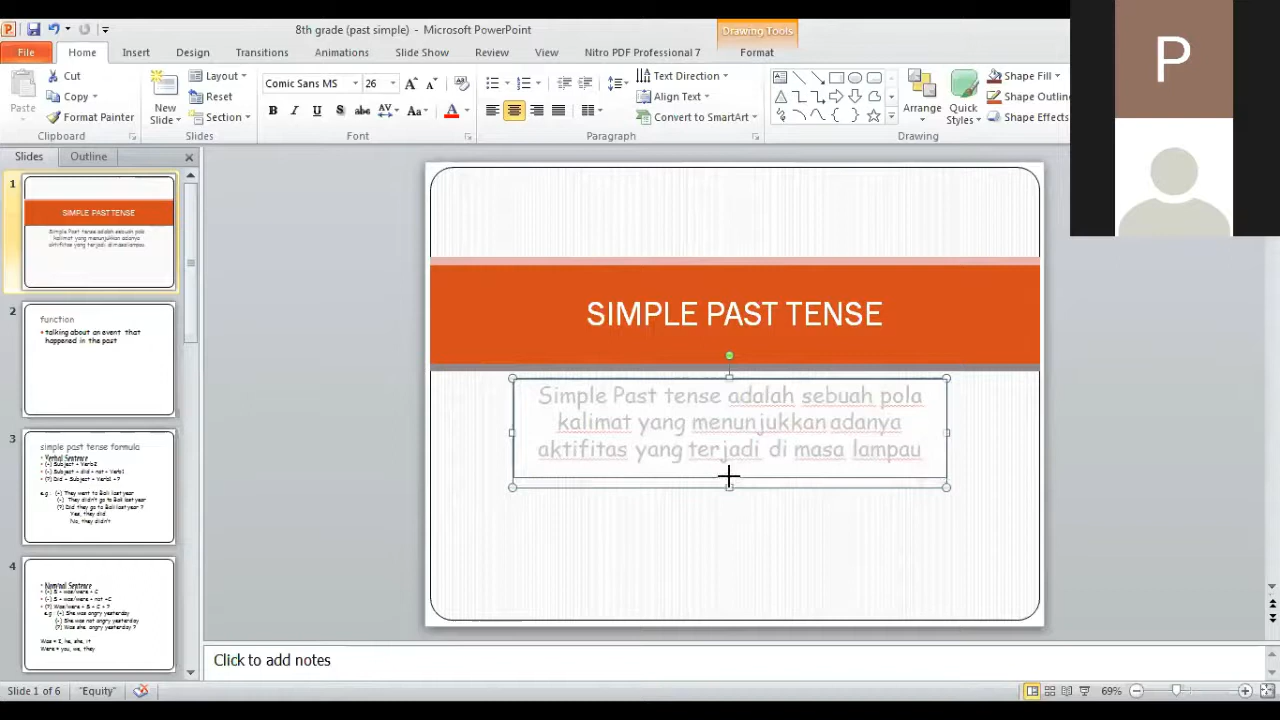 8th grade (past simple) - Microsoft PowerPoint
Drawing Tools
File Home Insert Design Transitions Animations Slide Show Review View Nitro PDF Professional 7 Format
Paste
Cut
Copy
Format Painter
Clipboard
New
Slide
Layout
Reset
Section
Slides
Comic Sans MS 26
Font
Text Direction
Align Text
Convert to SmartArt
Paragraph
Arrange
Quick
Styles
Shape Fill
Shape Outline
Shape Effects
Drawing
P
Slides Outline
1
SIMPLE PAST TENSE
Simple Past tense adalah sebuah pola
kalimat yang menunjukkan adanya
aktifitas yang terjadi di masa lampau
2
function
talking about an event that
happened in the past
3
simple past tense formula
Verbal Sentence
(+) Subject + Verb2
(-) Subject + did + not + Verb1
(?) Did + Subject + Verb1 + ?
e.g : (+) They went to Bali last year
(-) They didn't go to Bali last year
(?) Did they go to Bali last year ?
Yes, they did
No, they didn't
4
Nominal Sentence
(+) S + was/were + C
(-) S + was/were + not +C
(?) Was/were + S + C + ?
e.g (+) She was angry yesterday
(-) She was not angry yesterday
(?) Was she angry yesterday ?
Was = I, he, she, it
Were = you, we, they
SIMPLE PAST TENSE
Simple Past tense adalah sebuah pola
kalimat yang menunjukkan adanya
aktifitas yang terjadi di masa lampau
Click to add notes
Slide 1 of 6 "Equity" 69%